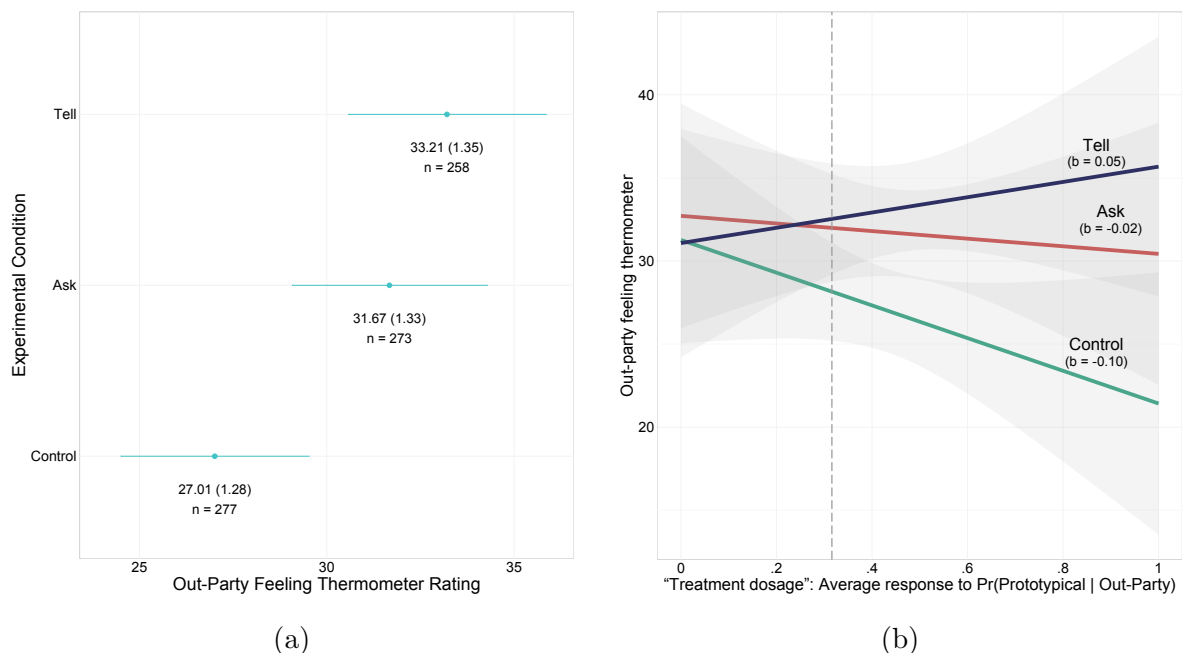 Experimental Condition
Tell
33.21 (1.35)
n = 258
Ask
31.67 (1.33)
n = 273
Control
27.01 (1.28)
n = 277
25
30
35
Out-Party Feeling Thermometer Rating
(a)
Out-party feeling thermometer
40
30
20
Tell
(b = 0.05)
Ask
(b = -0.02)
Control
(b = -0.10)
0
.2
.4
.6
.8
1
“Treatment dosage”: Average response to Pr(Prototypical | Out-Party)
(b)